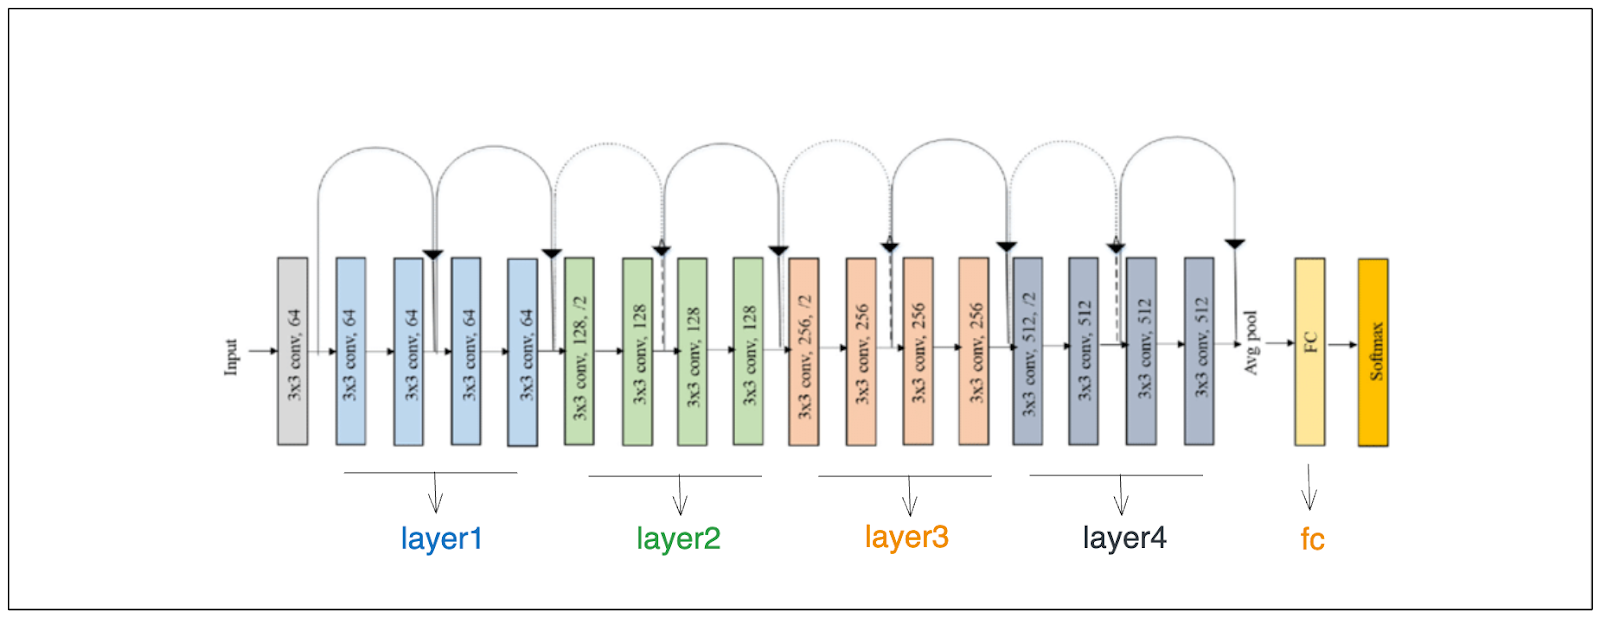 Input
3x3 conv, 64
3x3 conv, 64
3x3 conv, 64
3x3 conv, 64
3x3 conv, 64
3x3 conv, 128, /2
3x3 conv, 128
3x3 conv, 128
3x3 conv, 128
3x3 conv, 256, /2
3x3 conv, 256
3x3 conv, 256
3x3 conv, 256
3x3 conv, 512, /2
3x3 conv, 512
3x3 conv, 512
3x3 conv, 512
Avg pool
FC
Softmax
layer1
layer2
layer3
layer4
fc